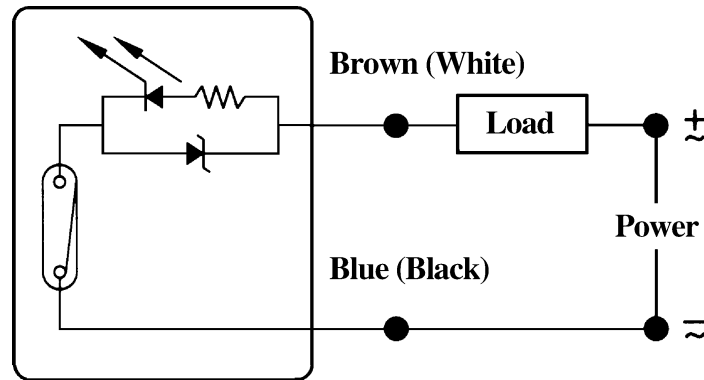 Brown (White)
Load
+
~
Power
Blue (Black)
−
~